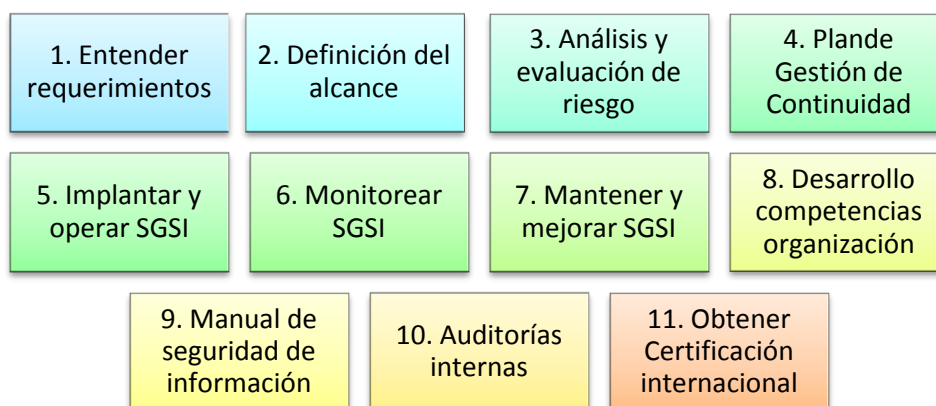 1. Entender
requerimientos
2. Definición del
alcance
3. Análisis y
evaluación de
riesgo
4. Plande
Gestión de
Continuidad
5. Implantar y
operar SGSI
6. Monitorear
SGSI
7. Mantener y
mejorar SGSI
8. Desarrollo
competencias
organización
9. Manual de
seguridad de
información
10. Auditorías
internas
11. Obtener
Certificación
internacional